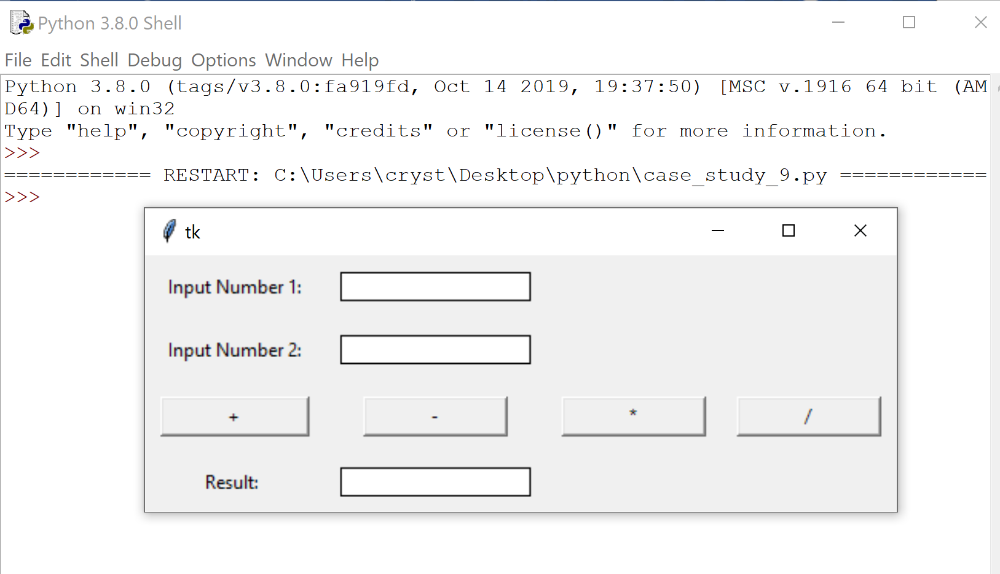 Python 3.8.0 Shell
File Edit Shell Debug Options Window Help
Python 3.8.0 (tags/v3.8.0:fa919fd, Oct 14 2019, 19:37:50) [MSC v.1916 64 bit (AM
D64)] on win32
Type "help", "copyright", "credits" or "license()" for more information.
>>>
============ RESTART: C:\Users\cryst\Desktop\python\case_study_9.py ============
>>>
tk
Input Number 1:
Input Number 2:
+ - * /
Result: